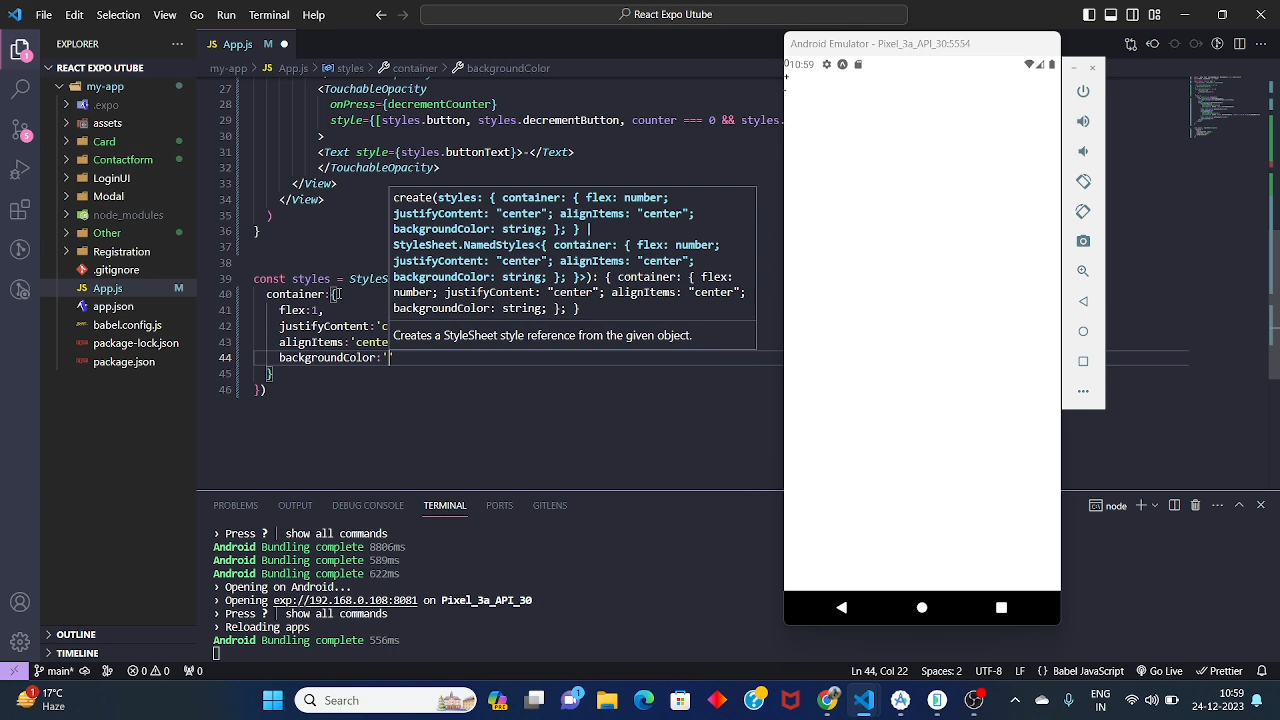 React Expo Utube
EXPLORER
REACT EXPO UTUBE
my-app
.expo
assets
Card
Contactform
LoginUI
Modal
node_modules
Other
Registration
.gitignore
App.js M
app.json
babel.config.js
package-lock.json
package.json
OUTLINE
TIMELINE
1
5
JS App.js M
my-app > JS App.js > styles > container > backgroundColor
27 <TouchableOpacity
28 onPress={decrementCounter}
29 style={[styles.button, styles.decrementButton, counter === 0 && styles.
30 >
31 <Text style={styles.buttonText}>-</Text>
32 </TouchableOpacity>
33 </View>
34 </View>
35 )
36 }
37
38
39 const styles = StyleS
40 container:{
41 flex:1,
42 justifyContent:'c
43 alignItems:'cente
44 backgroundColor:''
45 }
46 })
create(styles: { container: { flex: number;
justifyContent: "center"; alignItems: "center";
backgroundColor: string; }; } |
StyleSheet.NamedStyles<{ container: { flex: number;
justifyContent: "center"; alignItems: "center";
backgroundColor: string; }; }>): { container: { flex:
number; justifyContent: "center"; alignItems: "center";
backgroundColor: string; }; }
Creates a StyleSheet style reference from the given object.
Android Emulator - Pixel_3a_API_30:5554
0
10:59
+
-
PROBLEMS OUTPUT DEBUG CONSOLE TERMINAL PORTS GITLENS
node
› Press ? │ show all commands
Android Bundling complete 8806ms
Android Bundling complete 589ms
Android Bundling complete 622ms
› Opening on Android...
› Opening exp://192.168.0.108:8081 on Pixel_3a_API_30
› Press ? │ show all commands
› Reloading apps
Android Bundling complete 556ms
main* 0 0 0 Ln 44, Col 22 Spaces: 2 UTF-8 LF {} Babel JavaScript Go Live Prettier
1
17°C
Haze
Search
1
ENG
IN
10:59
24-12-2023